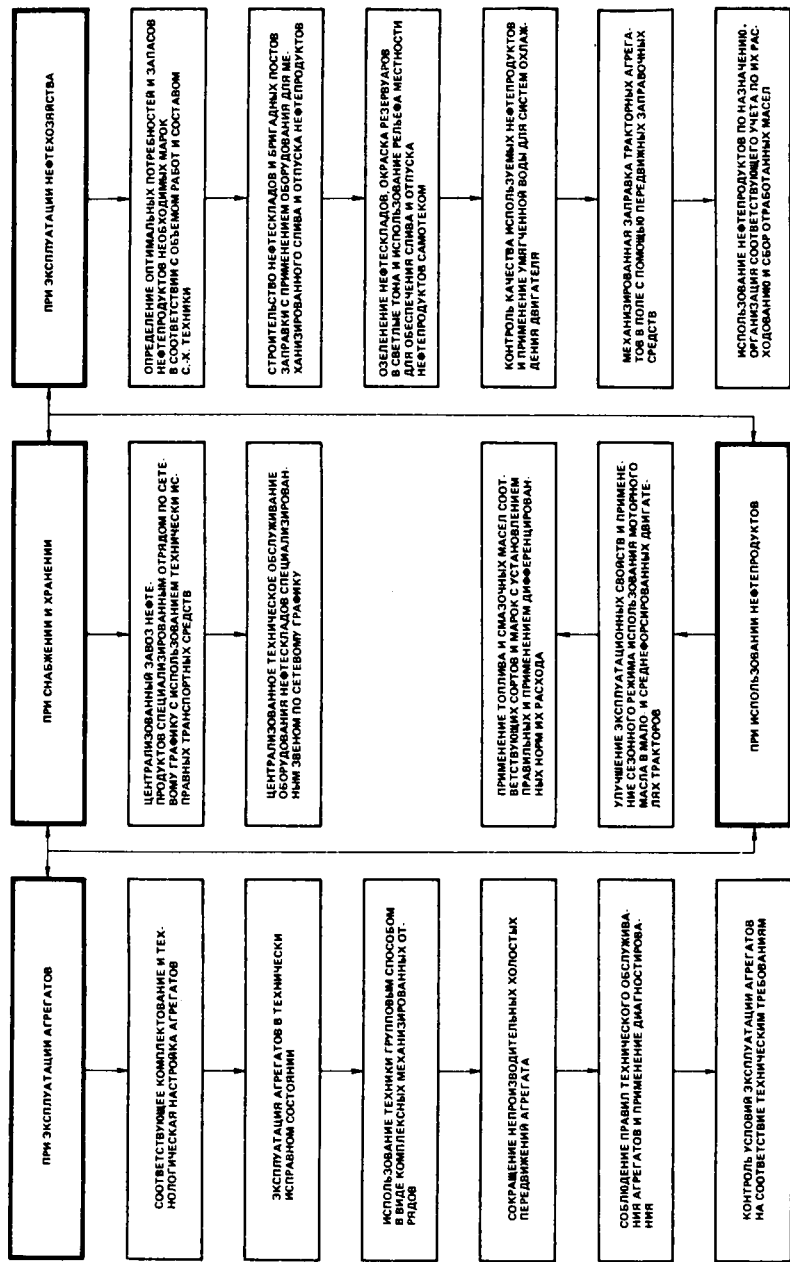 ПРИ ЭКСПЛУАТАЦИИ АГРЕГАТОВ
СООТВЕТСТВУЮЩЕЕ КОМПЛЕКТОВАНИЕ И ТЕХ-
НОЛОГИЧЕСКАЯ НАСТРОЙКА АГРЕГАТОВ
ЭКСПЛУАТАЦИЯ АГРЕГАТОВ В ТЕХНИЧЕСКИ
ИСПРАВНОМ СОСТОЯНИИ
ИСПОЛЬЗОВАНИЕ ТЕХНИКИ ГРУППОВЫМ СПОСОБОМ
В ВИДЕ КОМПЛЕКСНЫХ МЕХАНИЗИРОВАННЫХ ОТ-
РЯДОВ
СОКРАЩЕНИЕ НЕПРОИЗВОДИТЕЛЬНЫХ ХОЛОСТЫХ
ПЕРЕДВИЖЕНИЙ АГРЕГАТА
СОБЛЮДЕНИЕ ПРАВИЛ ТЕХНИЧЕСКОГО ОБСЛУЖИВА-
НИЯ АГРЕГАТОВ И ПРИМЕНЕНИЕ ДИАГНОСТИРОВА-
НИЯ
КОНТРОЛЬ УСЛОВИЙ ЭКСПЛУАТАЦИИ АГРЕГАТОВ
НА СООТВЕТСТВИЕ ТЕХНИЧЕСКИМ ТРЕБОВАНИЯМ
ПРИ СНАБЖЕНИИ И ХРАНЕНИИ
ЦЕНТРАЛИЗОВАННЫЙ ЗАВОЗ НЕФТЕ-
ПРОДУКТОВ СПЕЦИАЛИЗИРОВАННЫМ ОТРЯДОМ ПО СЕТЕ-
ВОМУ ГРАФИКУ С ИСПОЛЬЗОВАНИЕМ ТЕХНИЧЕСКИ ИС-
ПРАВНЫХ ТРАНСПОРТНЫХ СРЕДСТВ
ЦЕНТРАЛИЗОВАННОЕ ТЕХНИЧЕСКОЕ ОБСЛУЖИВАНИЕ
ОБОРУДОВАНИЯ НЕФТЕСКЛАДОВ СПЕЦИАЛИЗИРОВАН-
НЫМ ЗВЕНОМ ПО СЕТЕВОМУ ГРАФИКУ
ПРИМЕНЕНИЕ ТОПЛИВА И СМАЗОЧНЫХ МАСЕЛ СООТ-
ВЕТСТВУЮЩИХ СОРТОВ И МАРОК С УСТАНОВЛЕНИЕМ
ПРАВИЛЬНЫХ И ПРИМЕНЕНИЕМ ДИФФЕРЕНЦИРОВАН-
НЫХ НОРМ ИХ РАСХОДА
УЛУЧШЕНИЕ ЭКСПЛУАТАЦИОННЫХ СВОЙСТВ И ПРИМЕНЕ-
НИЕ СЕЗОННОГО РЕЖИМА ИСПОЛЬЗОВАНИЯ МОТОРНОГО
МАСЛА В МАЛО- И СРЕДНЕФОРСИРОВАННЫХ ДВИГАТЕ-
ЛЯХ ТРАКТОРОВ
ПРИ ИСПОЛЬЗОВАНИИ НЕФТЕПРОДУКТОВ
ПРИ ЭКСПЛУАТАЦИИ НЕФТЕХОЗЯЙСТВА
ОПРЕДЕЛЕНИЕ ОПТИМАЛЬНЫХ ПОТРЕБНОСТЕЙ И ЗАПАСОВ
НЕФТЕПРОДУКТОВ НЕОБХОДИМЫХ МАРОК
В СООТВЕТСТВИИ С ОБЪЕМОМ РАБОТ И СОСТАВОМ
С.-Х. ТЕХНИКИ
СТРОИТЕЛЬСТВО НЕФТЕСКЛАДОВ И БРИГАДНЫХ ПОСТОВ
ЗАПРАВКИ С ПРИМЕНЕНИЕМ ОБОРУДОВАНИЯ ДЛЯ МЕ-
ХАНИЗИРОВАННОГО СЛИВА И ОТПУСКА НЕФТЕПРОДУКТОВ
ОЗЕЛЕНЕНИЕ НЕФТЕСКЛАДОВ, ОКРАСКА РЕЗЕРВУАРОВ
В СВЕТЛЫЕ ТОНА И ИСПОЛЬЗОВАНИЕ РЕЛЬЕФА МЕСТНОСТИ
ДЛЯ ОБЕСПЕЧЕНИЯ СЛИВА И ОТПУСКА
НЕФТЕПРОДУКТОВ САМОТЕКОМ
КОНТРОЛЬ КАЧЕСТВА ИСПОЛЬЗУЕМЫХ НЕФТЕПРОДУКТОВ
И ПРИМЕНЕНИЕ УМЯГЧЕННОЙ ВОДЫ ДЛЯ СИСТЕМ ОХЛАЖ-
ДЕНИЯ ДВИГАТЕЛЯ
МЕХАНИЗИРОВАННАЯ ЗАПРАВКА ТРАКТОРНЫХ АГРЕГА-
ТОВ В ПОЛЕ С ПОМОЩЬЮ ПЕРЕДВИЖНЫХ ЗАПРАВОЧНЫХ
СРЕДСТВ
ИСПОЛЬЗОВАНИЕ НЕФТЕПРОДУКТОВ ПО НАЗНАЧЕНИЮ,
ОРГАНИЗАЦИЯ СООТВЕТСТВУЮЩЕГО УЧЕТА ПО ИХ РАС-
ХОДОВАНИЮ И СБОР ОТРАБОТАННЫХ МАСЕЛ